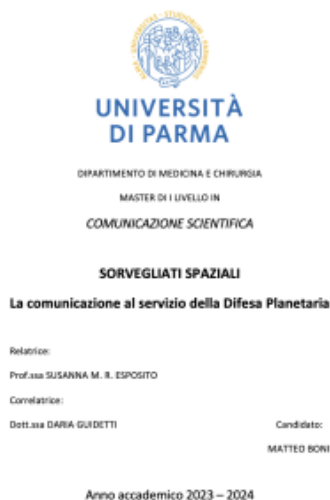 UNIVERSITÀ
DI PARMA
DIPARTIMENTO DI MEDICINA E CHIRURGIA
MASTER DI I LIVELLO IN
COMUNICAZIONE SCIENTIFICA
SORVEGLIATI SPAZIALI
La comunicazione al servizio della Difesa Planetaria
Relatrice:
Prof.ssa SUSANNA M. R. ESPOSITO
Correlatrice:
Dott.ssa DARIA GUIDETTI
Candidato:
MATTEO BONI
Anno accademico 2023 – 2024